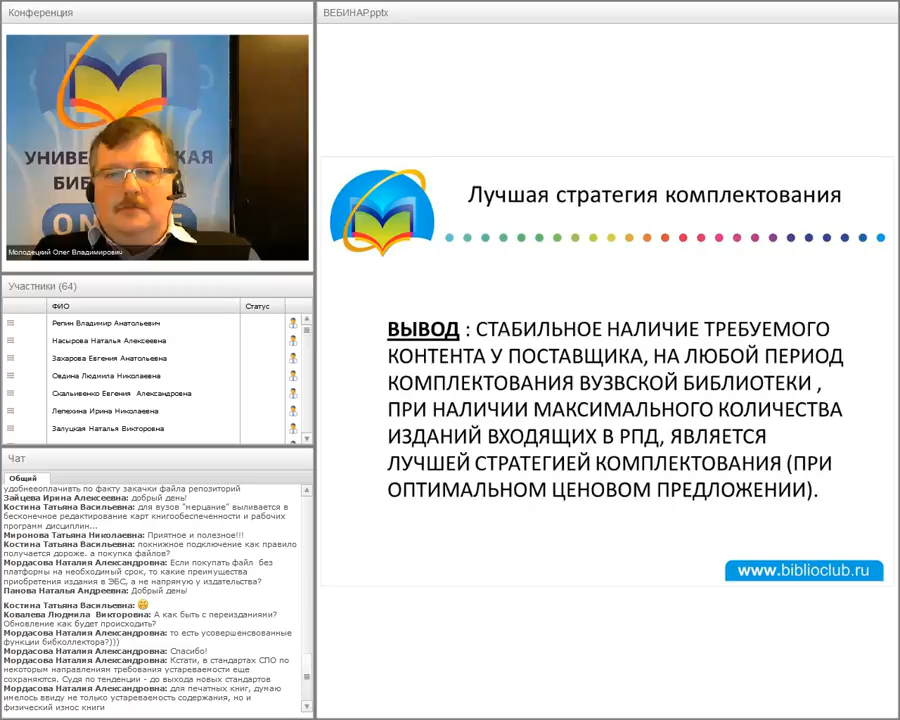 Конференция
УНИВЕ
СКАЯ
БИБ
ON
Молодецкий Олег Владимирович
Участники (64)
ФИО
Статус
Репин Владимир Анатольевич
Насырова Наталья Алексеевна
Захарова Евгения Анатольевна
Овдина Людмила Николаевна
Скальивенко Евгения Александровна
Лепехина Ирина Николаевна
Залуцкая Наталья Викторовна
Чат
Общий
удобнееоплачивть по факту закачки файла репозиторий
Зайцева Ирина Алексеевна: добрый день!
Костина Татьяна Васильевна: для вузов "мерцание" выливается в
бесконечное редактирование карт книгообеспеченности и рабочих
программ дисциплин...
Миронова Татьяна Николаевна: Приятное и полезное!!!
Костина Татьяна Васильевна: покнижное подключение как правило
получается дороже. а покупка файлов?
Мордасова Наталия Александровна: Если покупать файл без
платформы на необходимый срок, то какие преимущества
приобретения издания в ЭБС, а не напрямую у издательства?
Панова Наталья Андреевна: Добрый день!
Костина Татьяна Васильевна:
Ковалева Людмила Викторовна: А как быть с переизданиями?
Обновление как будет происходить?
Мордасова Наталия Александровна: то есть усовершенсвованные
функции бибколлектора?)))
Мордасова Наталия Александровна: Спасибо!
Мордасова Наталия Александровна: Кстати, в стандартах СПО по
некоторым направлениям требования устареваемости еще
сохраняются. Судя по тенденции - до выхода новых стандартов
Мордасова Наталия Александровна: для печатных книг, думаю
имелось ввиду не только устареваемость содержания, но и
физический износ книги
ВЕБИНАР.pptx
Лучшая стратегия комплектования
ВЫВОД : СТАБИЛЬНОЕ НАЛИЧИЕ ТРЕБУЕМОГО
КОНТЕНТА У ПОСТАВЩИКА, НА ЛЮБОЙ ПЕРИОД
КОМПЛЕКТОВАНИЯ ВУЗВСКОЙ БИБЛИОТЕКИ ,
ПРИ НАЛИЧИИ МАКСИМАЛЬНОГО КОЛИЧЕСТВА
ИЗДАНИЙ ВХОДЯЩИХ В РПД, ЯВЛЯЕТСЯ
ЛУЧШЕЙ СТРАТЕГИЕЙ КОМПЛЕКТОВАНИЯ (ПРИ
ОПТИМАЛЬНОМ ЦЕНОВОМ ПРЕДЛОЖЕНИИ).
www.biblioclub.ru